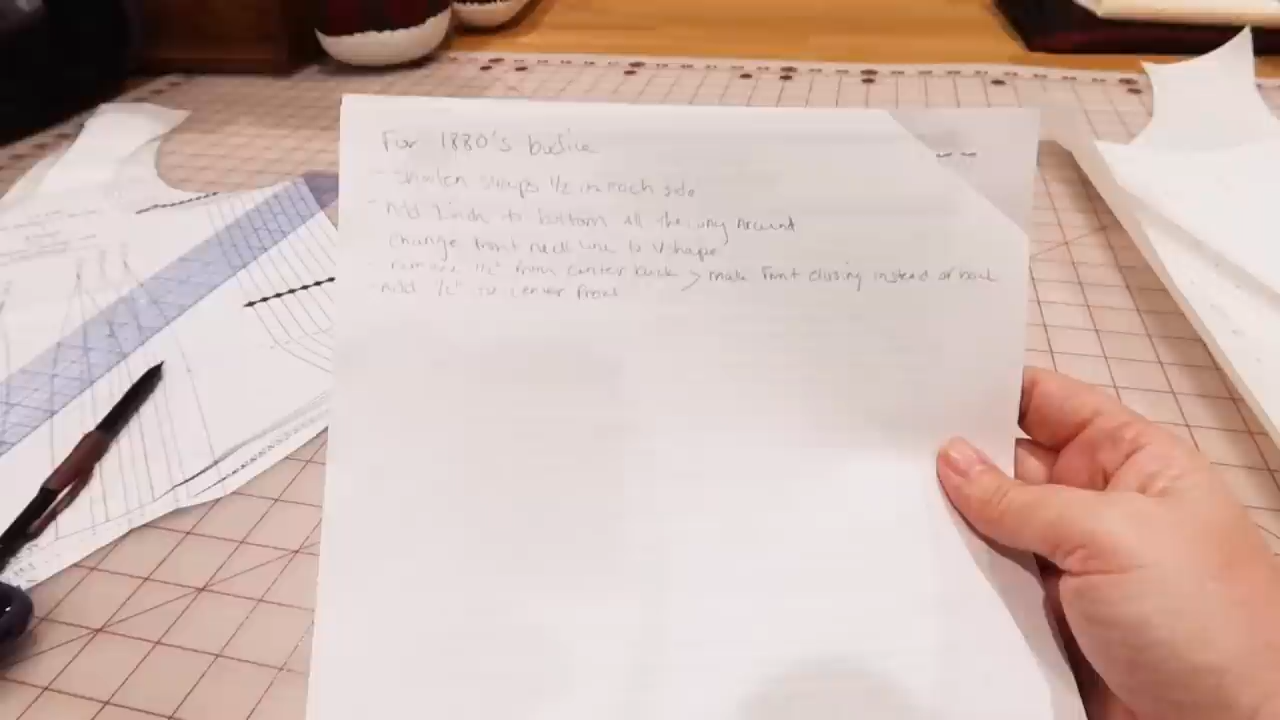 For 1880's bodice
- shorten straps 1/2 in each side
- Add 2 inch to bottom all the way around
change front neck line to V-shape
- remove 1/2" from center back > make front closing instead of back
- Add 1/2" to center front